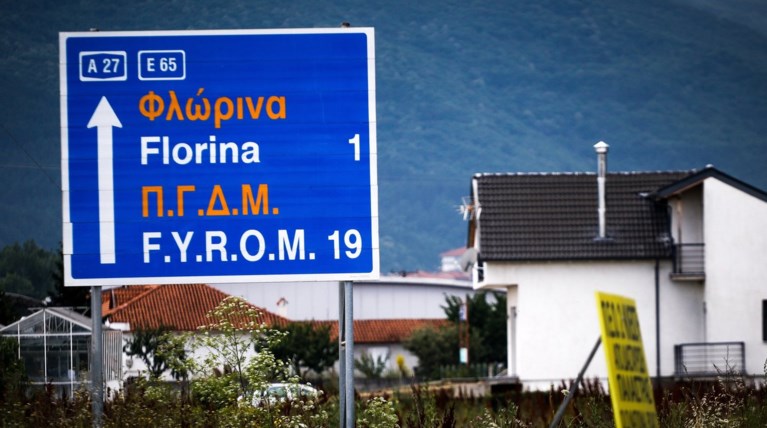 A 27 E 65
Φλώρινα
Florina 1
Π.Γ.Δ.Μ.
F.Y.R.O.M. 19